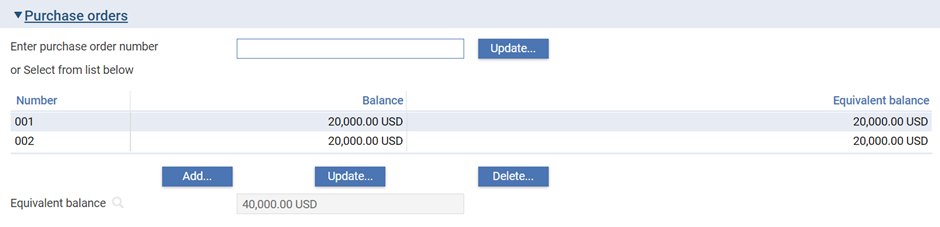 Purchase orders
Enter purchase order number Update...
or Select from list below
Number Balance Equivalent balance
001 20,000.00 USD 20,000.00 USD
002 20,000.00 USD 20,000.00 USD
Add... Update... Delete...
Equivalent balance 40,000.00 USD